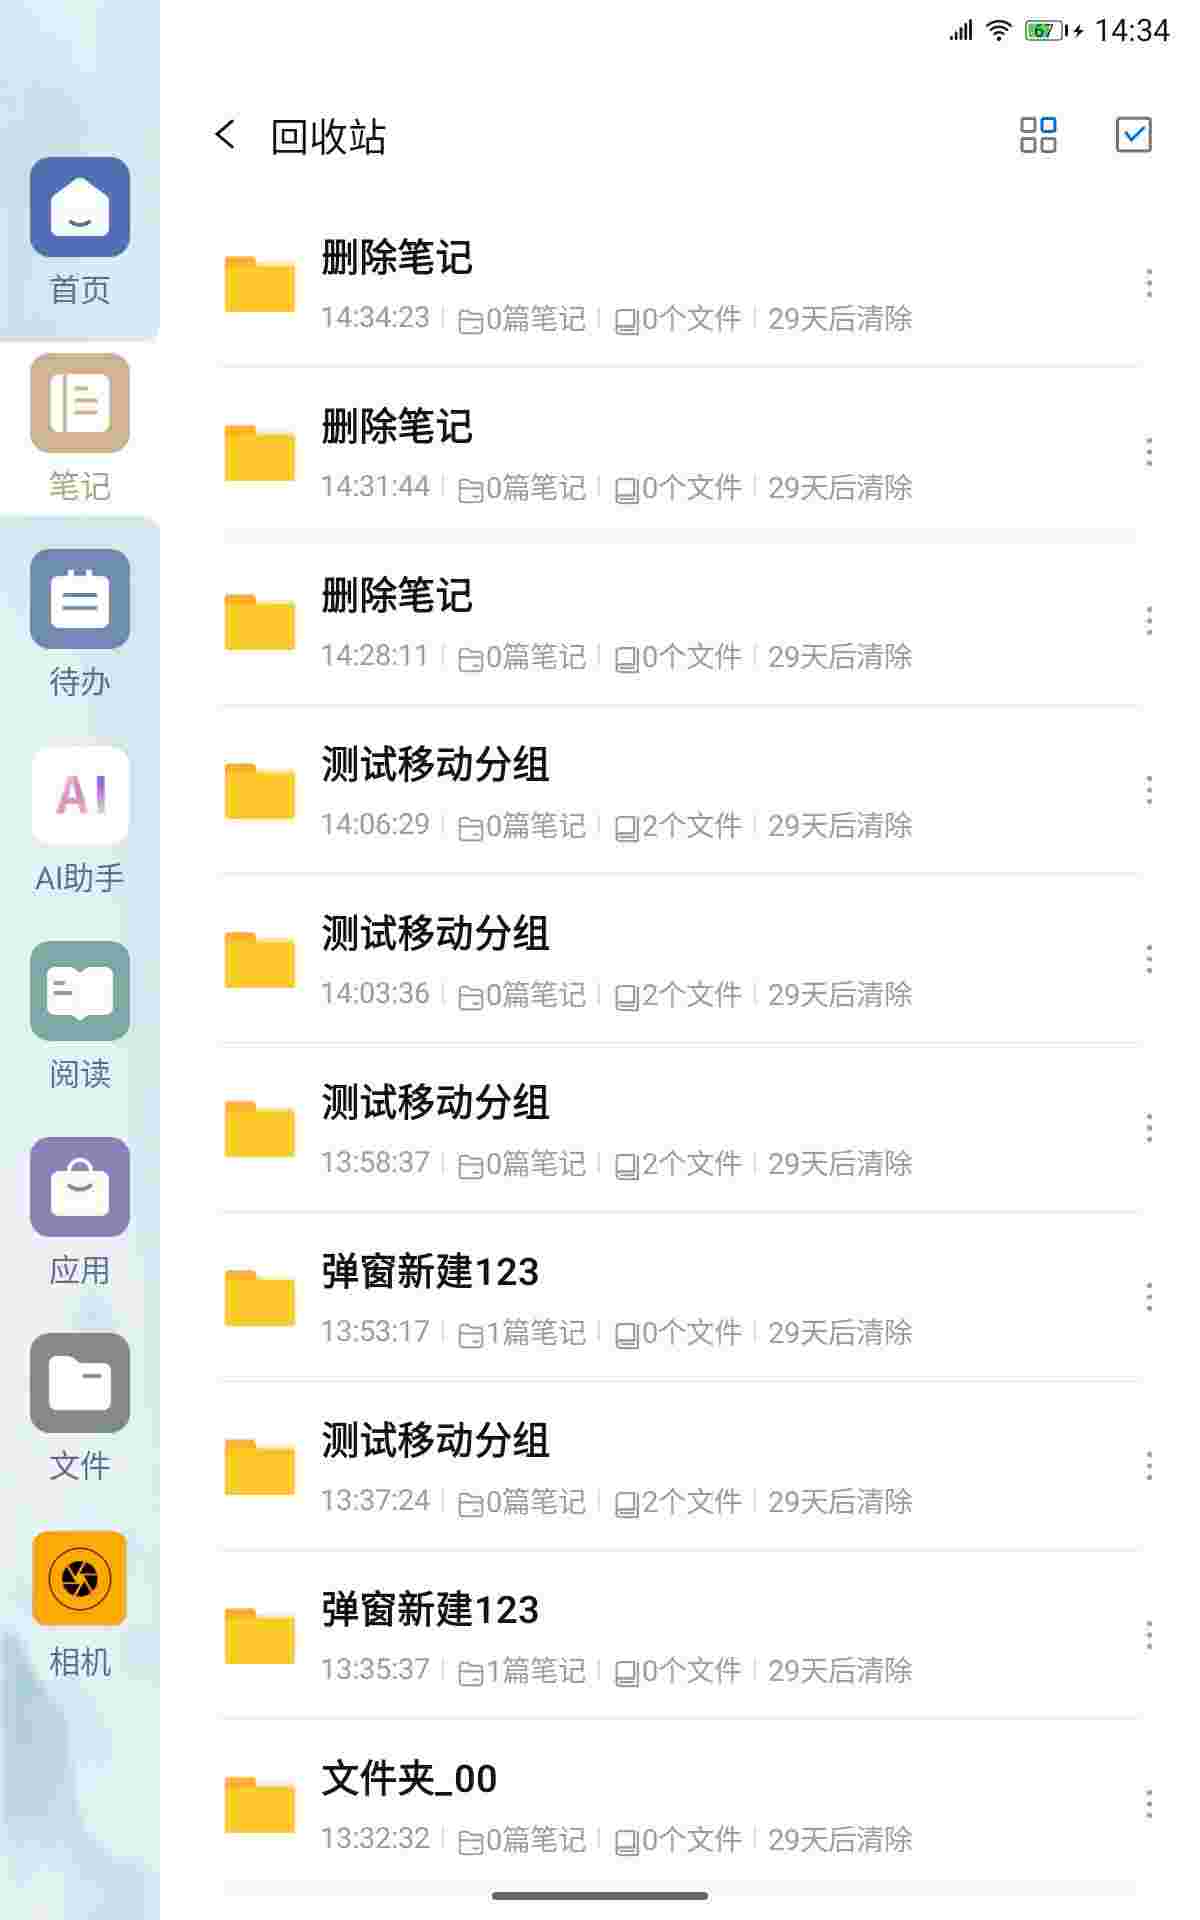 67 14:34
回收站
首页
笔记
待办
AI
AI助手
阅读
应用
文件
相机
删除笔记
14:34:23 0篇笔记 0个文件 29天后清除
删除笔记
14:31:44 0篇笔记 0个文件 29天后清除
删除笔记
14:28:11 0篇笔记 0个文件 29天后清除
测试移动分组
14:06:29 0篇笔记 2个文件 29天后清除
测试移动分组
14:03:36 0篇笔记 2个文件 29天后清除
测试移动分组
13:58:37 0篇笔记 2个文件 29天后清除
弹窗新建123
13:53:17 1篇笔记 0个文件 29天后清除
测试移动分组
13:37:24 0篇笔记 2个文件 29天后清除
弹窗新建123
13:35:37 1篇笔记 0个文件 29天后清除
文件夹_00
13:32:32 0篇笔记 0个文件 29天后清除